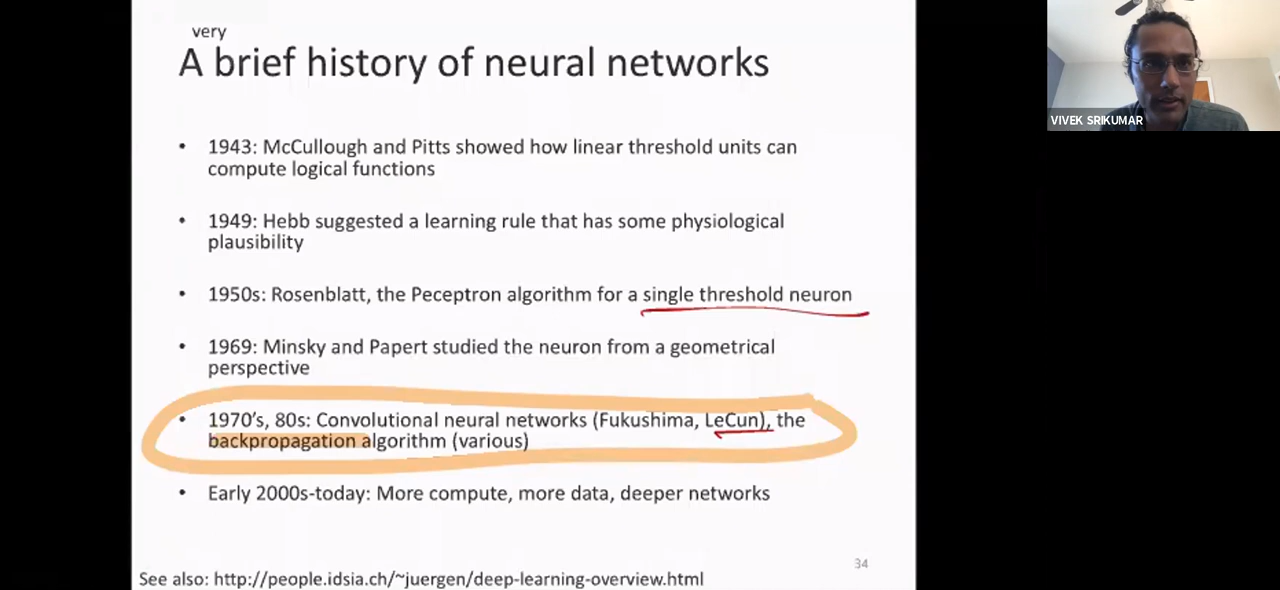 very
A brief history of neural networks
• 1943: McCullough and Pitts showed how linear threshold units can
compute logical functions
• 1949: Hebb suggested a learning rule that has some physiological
plausibility
• 1950s: Rosenblatt, the Peceptron algorithm for a single threshold neuron
• 1969: Minsky and Papert studied the neuron from a geometrical
perspective
• 1970's, 80s: Convolutional neural networks (Fukushima, LeCun), the
backpropagation algorithm (various)
• Early 2000s-today: More compute, more data, deeper networks
34
See also: http://people.idsia.ch/~juergen/deep-learning-overview.html
VIVEK SRIKUMAR